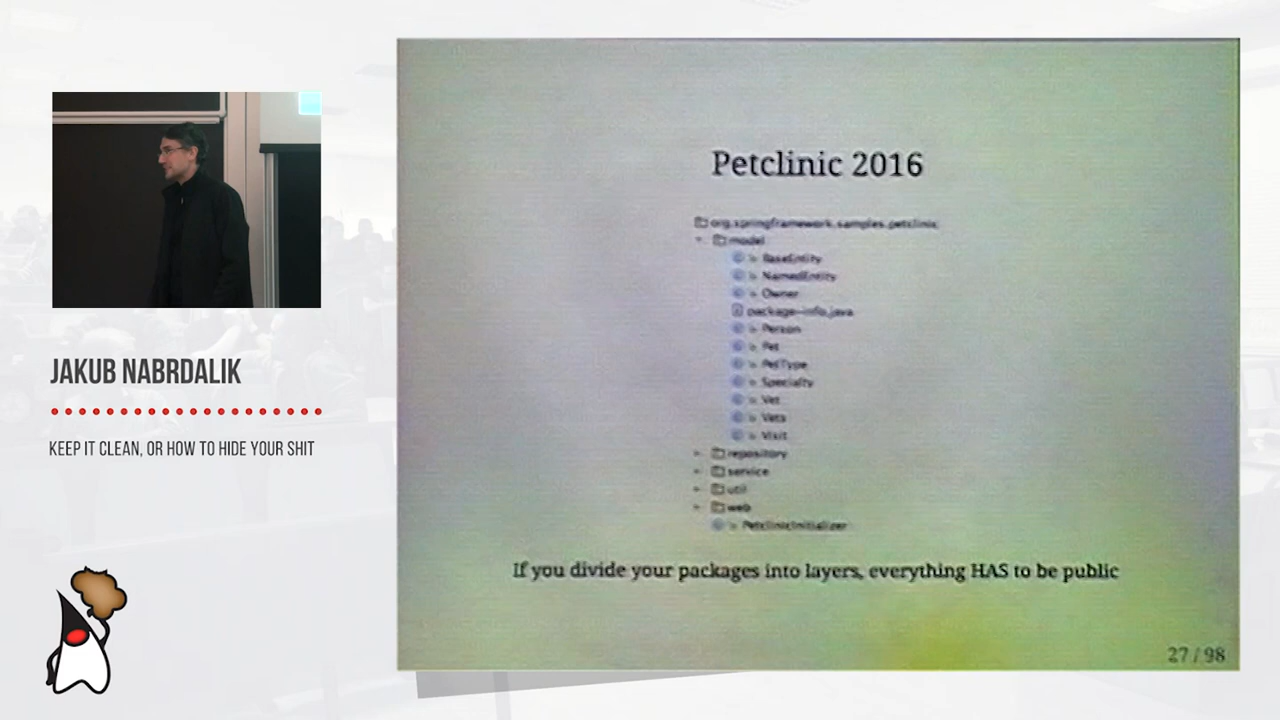 JAKUB NABRDALIK
KEEP IT CLEAN, OR HOW TO HIDE YOUR SHIT
Petclinic 2016
org.springframework.samples.petclinic
model
BaseEntity
NamedEntity
Owner
package-info.java
Person
Pet
PetType
Specialty
Vet
Vets
Visit
repository
service
util
web
PetclinicInitializer
If you divide your packages into layers, everything HAS to be public
27 / 98